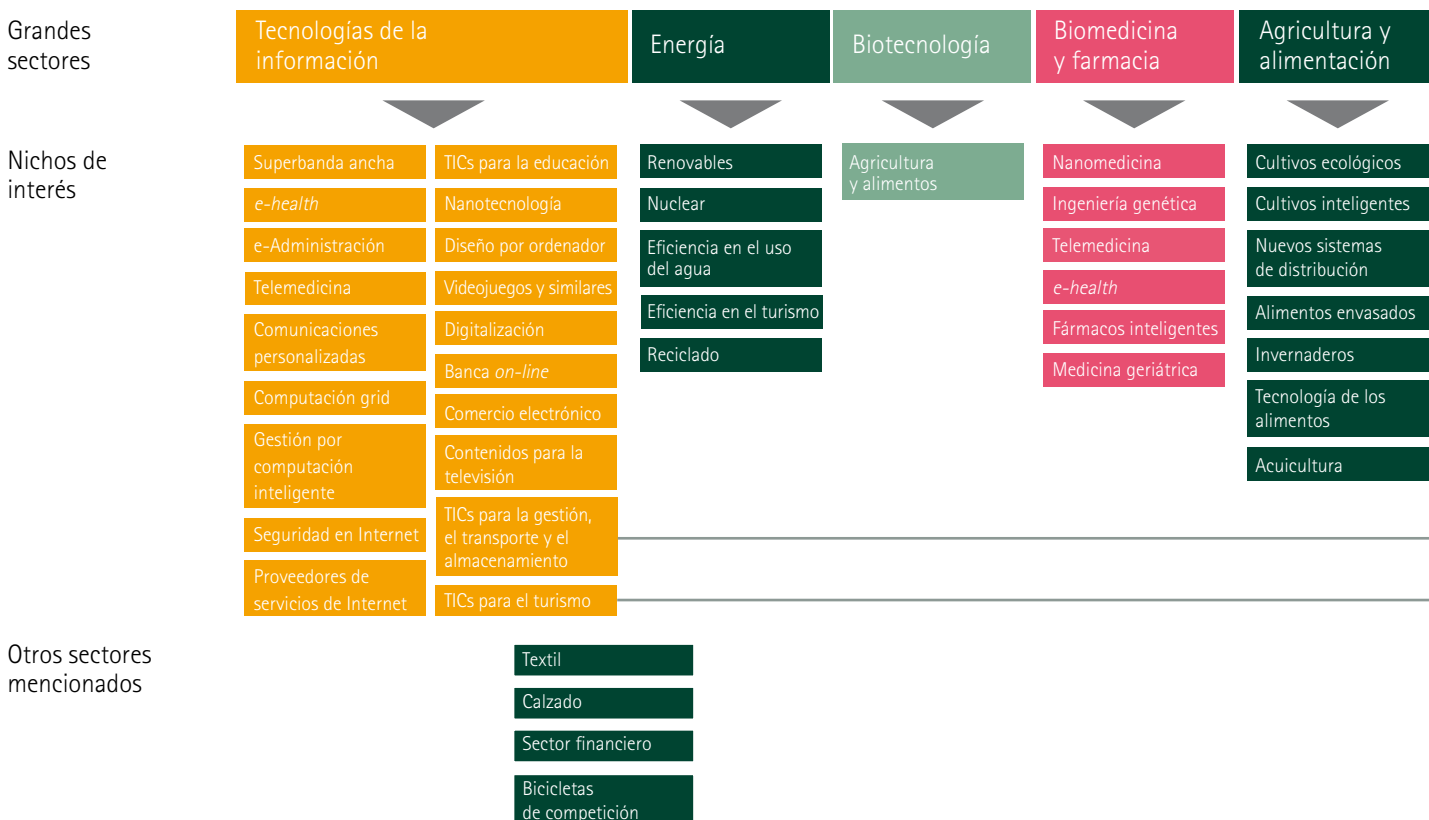 Grandes
sectores
Tecnologías de la
información
Energía
Biotecnología
Biomedicina
y farmacia
Agricultura y
alimentación
Nichos de
interés
Superbanda ancha
e-health
e-Administración
Telemedicina
Comunicaciones
personalizadas
Computación grid
Gestión por
computación
inteligente
Seguridad en Internet
Proveedores de
servicios de Internet
TICs para la educación
Nanotecnología
Diseño por ordenador
Videojuegos y similares
Digitalización
Banca on-line
Comercio electrónico
Contenidos para la
televisión
TICs para la gestión,
el transporte y el
almacenamiento
TICs para el turismo
Renovables
Nuclear
Eficiencia en el uso
del agua
Eficiencia en el turismo
Reciclado
Agricultura
y alimentos
Nanomedicina
Ingeniería genética
Telemedicina
e-health
Fármacos inteligentes
Medicina geriátrica
Cultivos ecológicos
Cultivos inteligentes
Nuevos sistemas
de distribución
Alimentos envasados
Invernaderos
Tecnología de los
alimentos
Acuicultura
Otros sectores
mencionados
Textil
Calzado
Sector financiero
Bicicletas
de competición